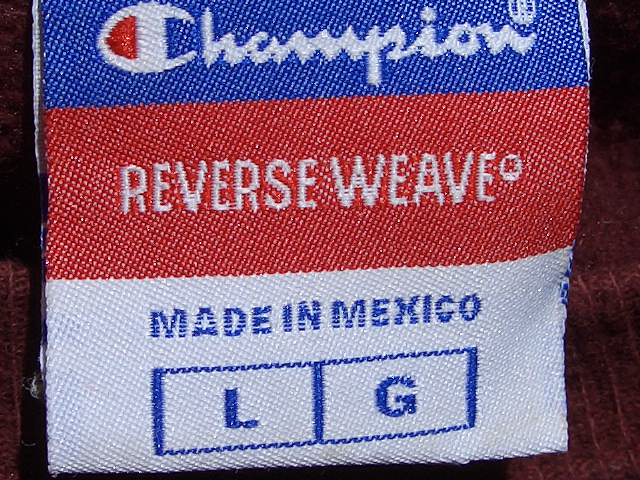 Champion®
REVERSE WEAVE®
MADE IN MEXICO
L G